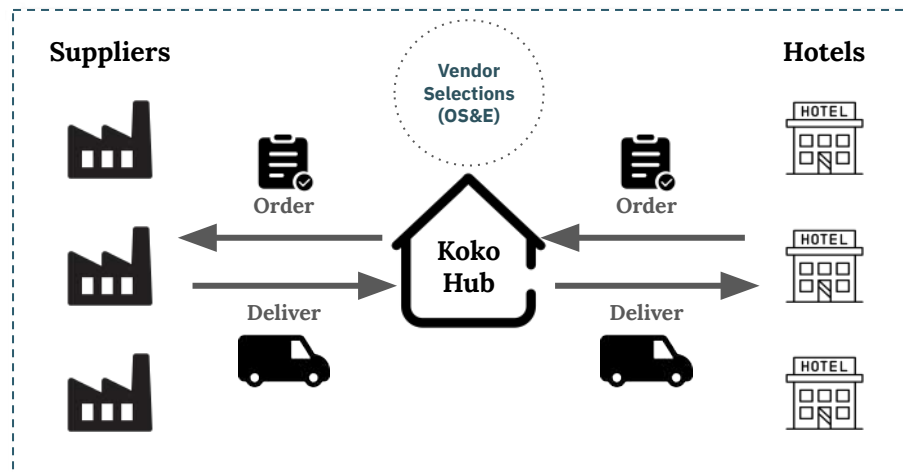 Suppliers
Vendor
Selections
(OS&E)
Hotels
HOTEL
Order
Order
Koko
Hub
HOTEL
Deliver
Deliver
HOTEL